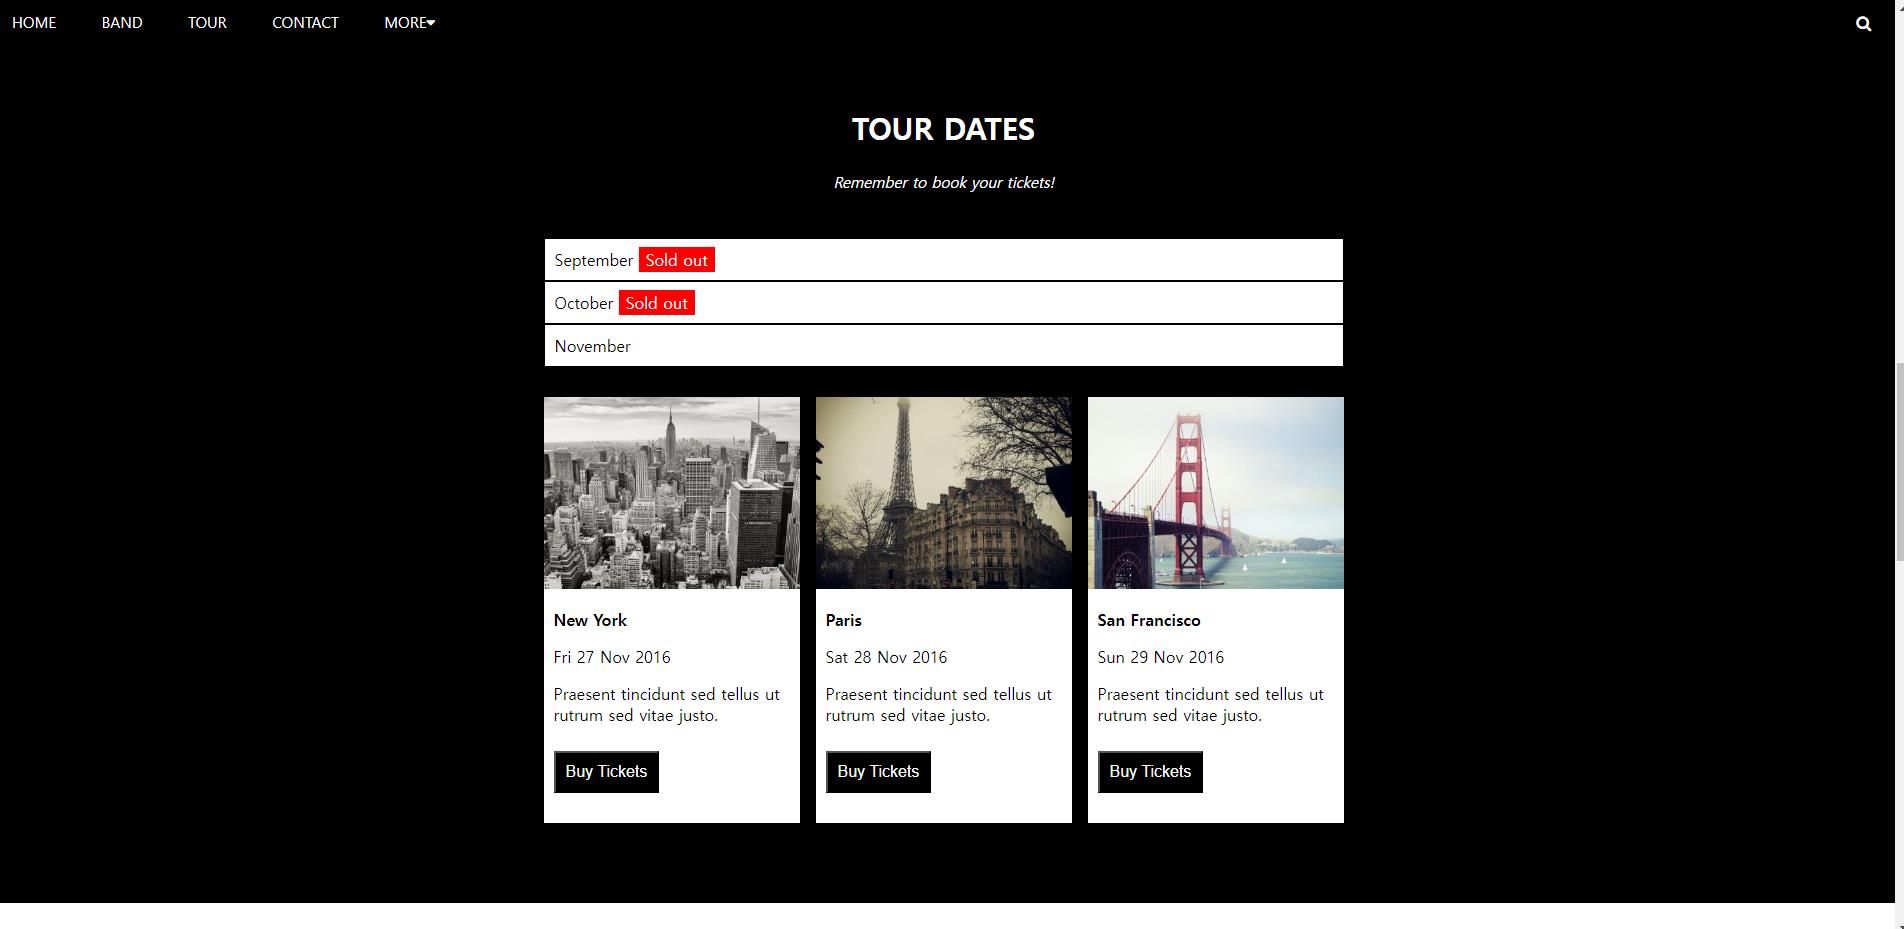 HOME BAND TOUR CONTACT MORE
TOUR DATES
Remember to book your tickets!
September Sold out
October Sold out
November
New York
Fri 27 Nov 2016
Praesent tincidunt sed tellus ut
rutrum sed vitae justo.
Buy Tickets
Paris
Sat 28 Nov 2016
Praesent tincidunt sed tellus ut
rutrum sed vitae justo.
Buy Tickets
San Francisco
Sun 29 Nov 2016
Praesent tincidunt sed tellus ut
rutrum sed vitae justo.
Buy Tickets